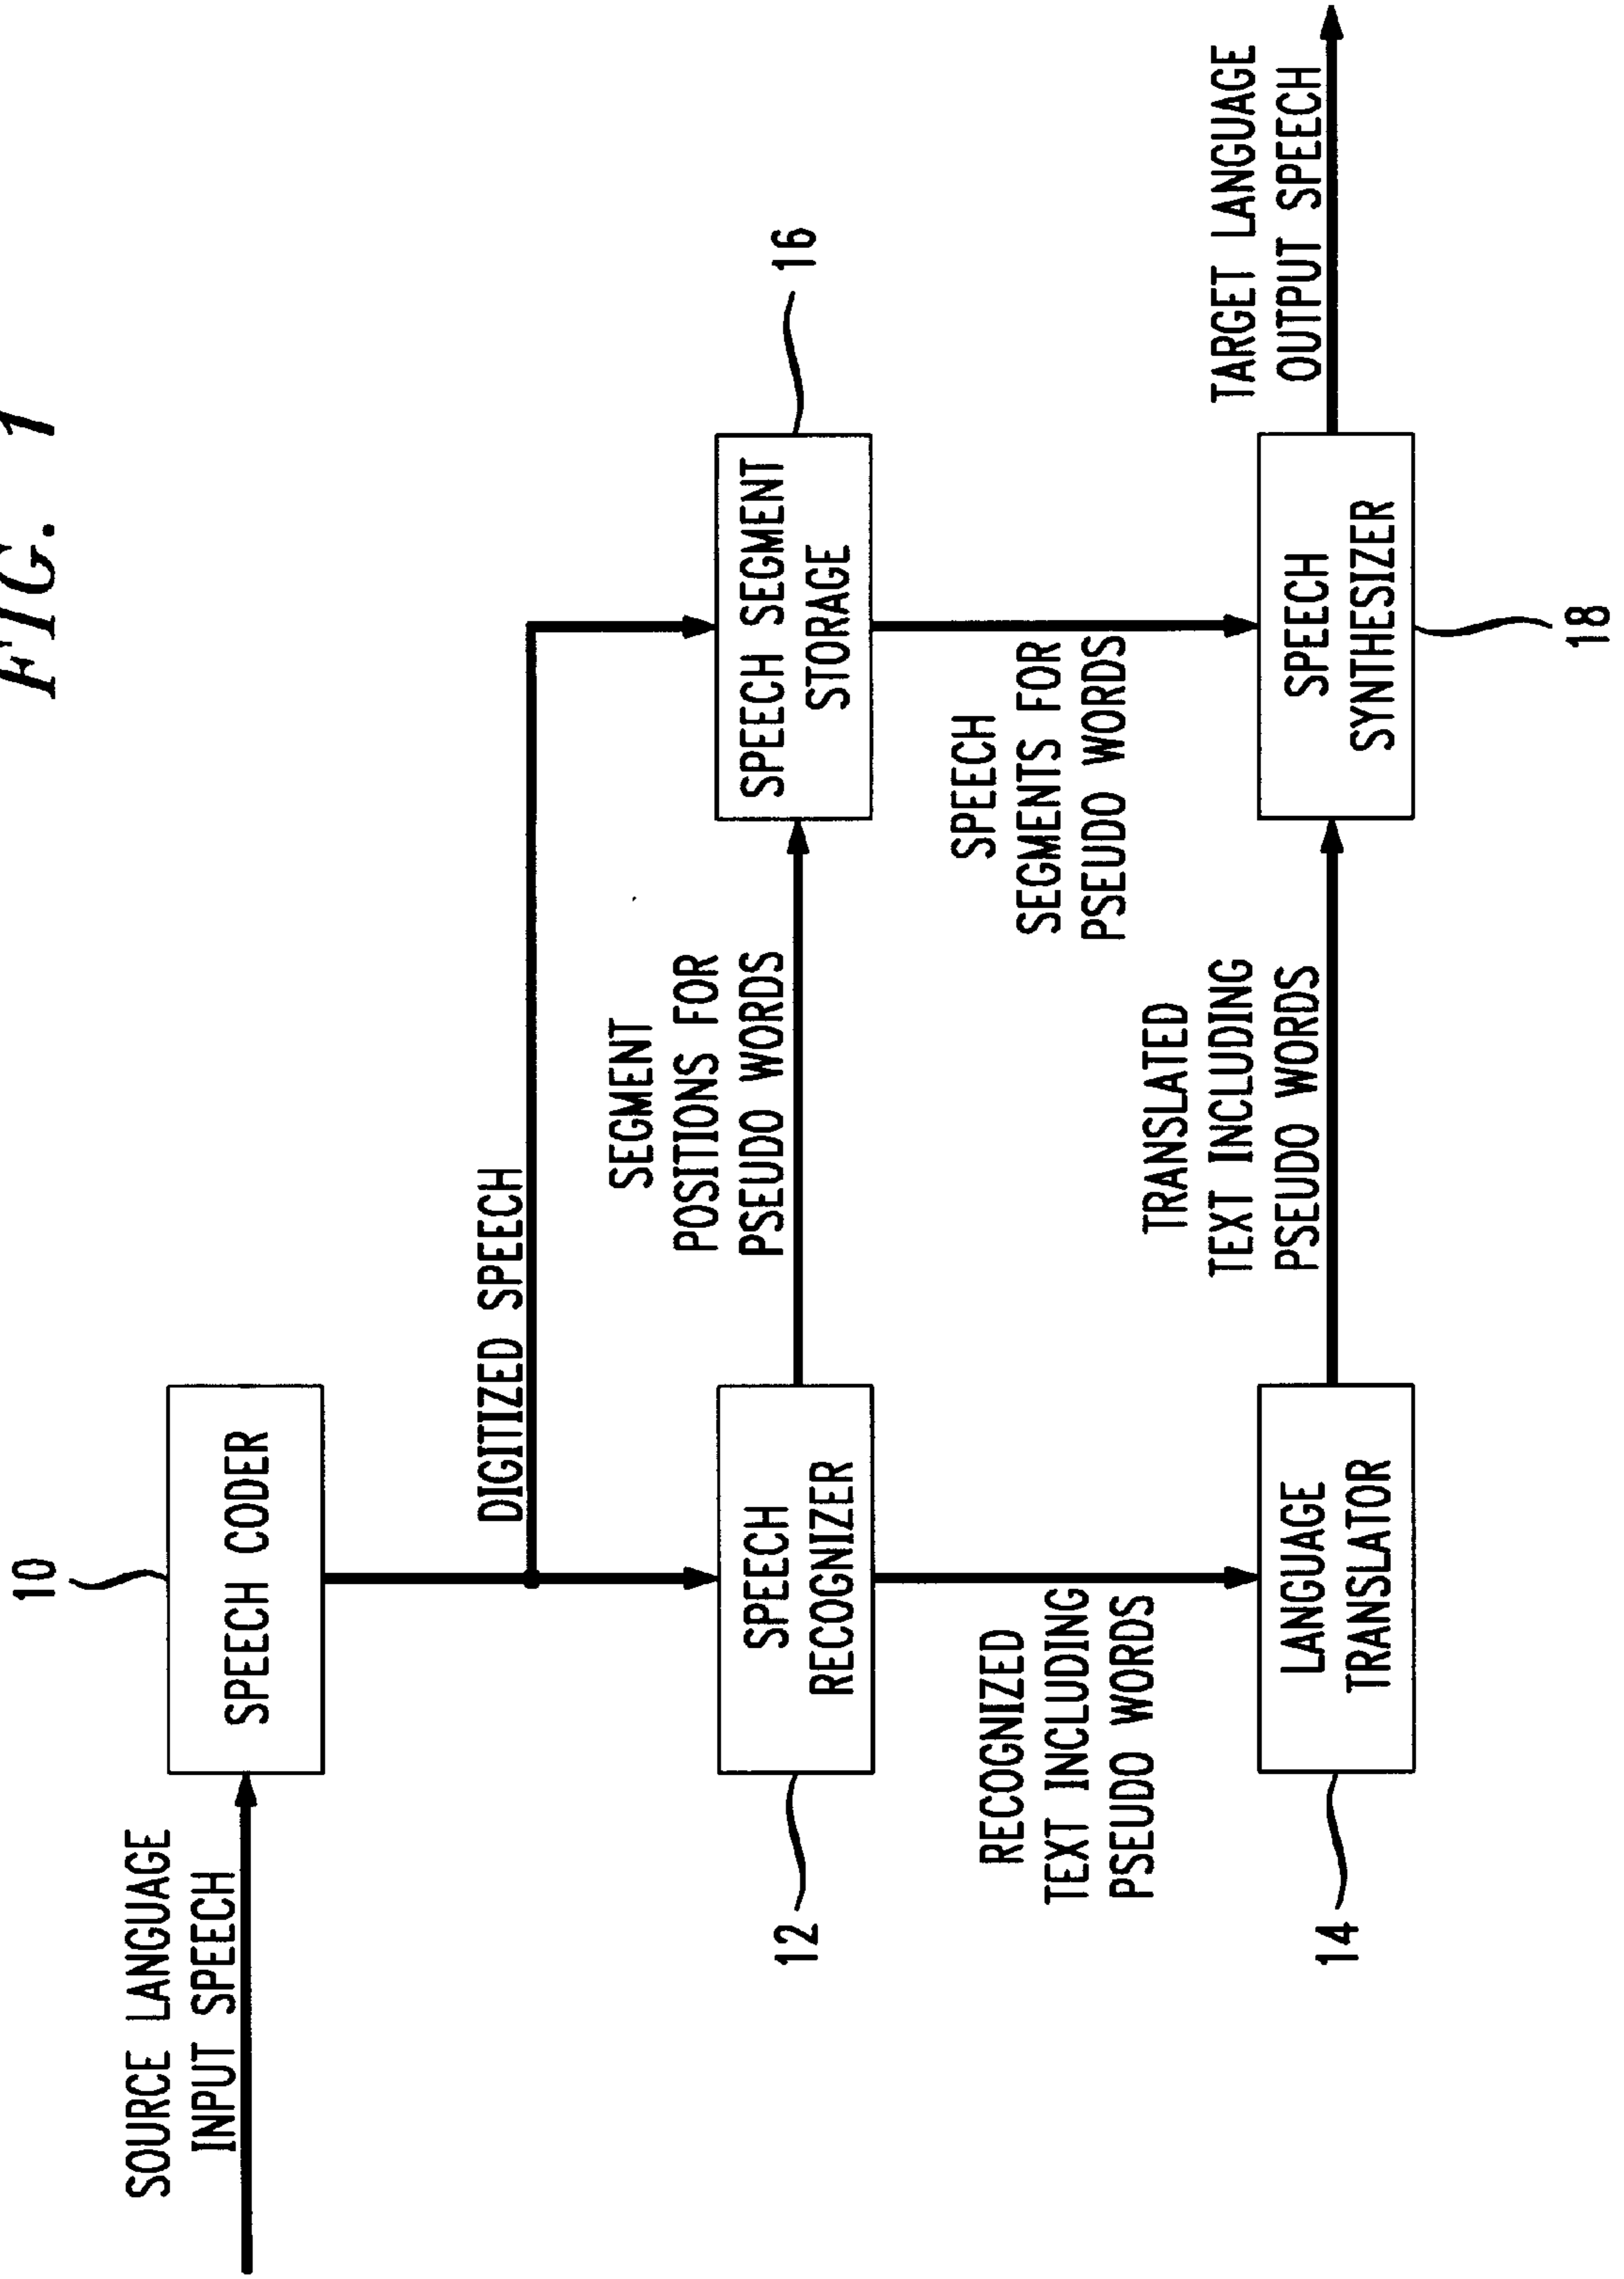 FIG. 1
10
SOURCE LANGUAGE
INPUT SPEECH
SPEECH CODER
DIGITIZED SPEECH
12
SPEECH
RECOGNIZER
SEGMENT
POSITIONS FOR
PSEUDO WORDS
SPEECH SEGMENT
STORAGE
16
RECOGNIZED
TEXT INCLUDING
PSEUDO WORDS
SPEECH
SEGMENTS FOR
PSEUDO WORDS
14
LANGUAGE
TRANSLATOR
TRANSLATED
TEXT INCLUDING
PSEUDO WORDS
SPEECH
SYNTHESIZER
18
TARGET LANGUAGE
OUTPUT SPEECH